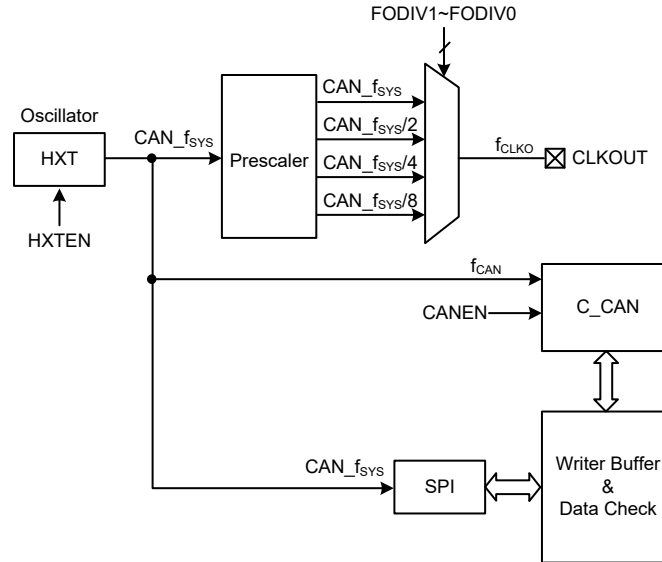 FODIV1~FODIV0
Oscillator
HXT
HXTEN
CAN_fSYS
Prescaler
CAN_fSYS
CAN_fSYS/2
CAN_fSYS/4
CAN_fSYS/8
fCLKO
CLKOUT
fCAN
CANEN
C_CAN
CAN_fSYS
SPI
Writer Buffer
&
Data Check